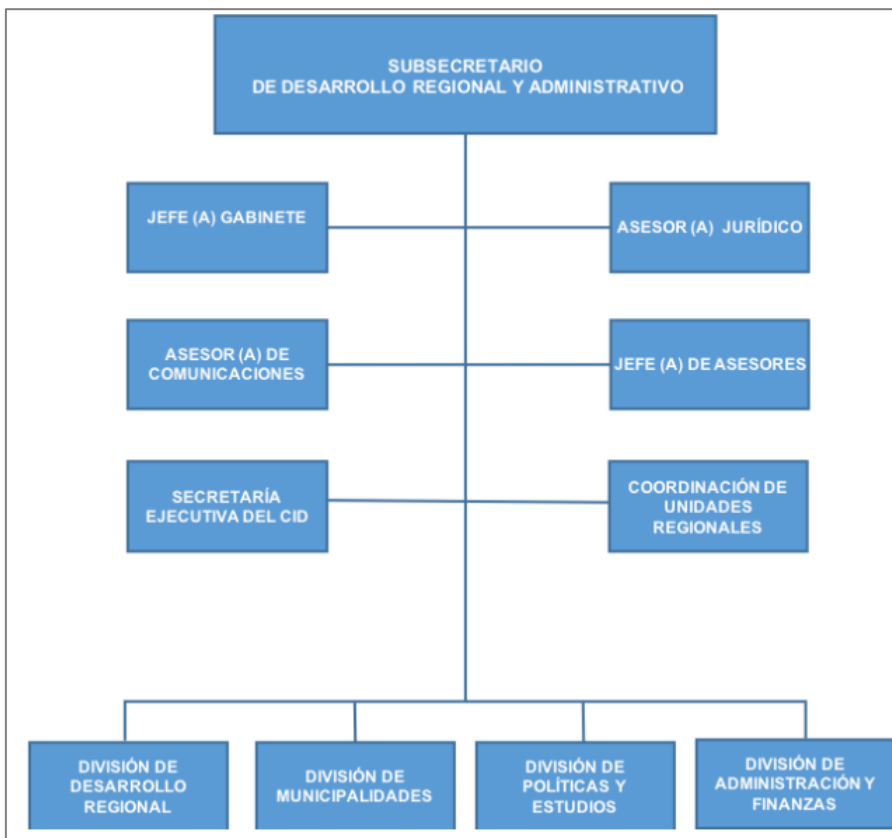 SUBSECRETARIO
DE DESARROLLO REGIONAL Y ADMINISTRATIVO
JEFE (A) GABINETE
ASESOR (A) JURÍDICO
ASESOR (A) DE
COMUNICACIONES
JEFE (A) DE ASESORES
SECRETARÍA
EJECUTIVA DEL CID
COORDINACIÓN DE
UNIDADES
REGIONALES
DIVISIÓN DE
DESARROLLO
REGIONAL
DIVISIÓN DE
MUNICIPALIDADES
DIVISIÓN DE
POLÍTICAS Y
ESTUDIOS
DIVISIÓN DE
ADMINISTRACIÓN Y
FINANZAS